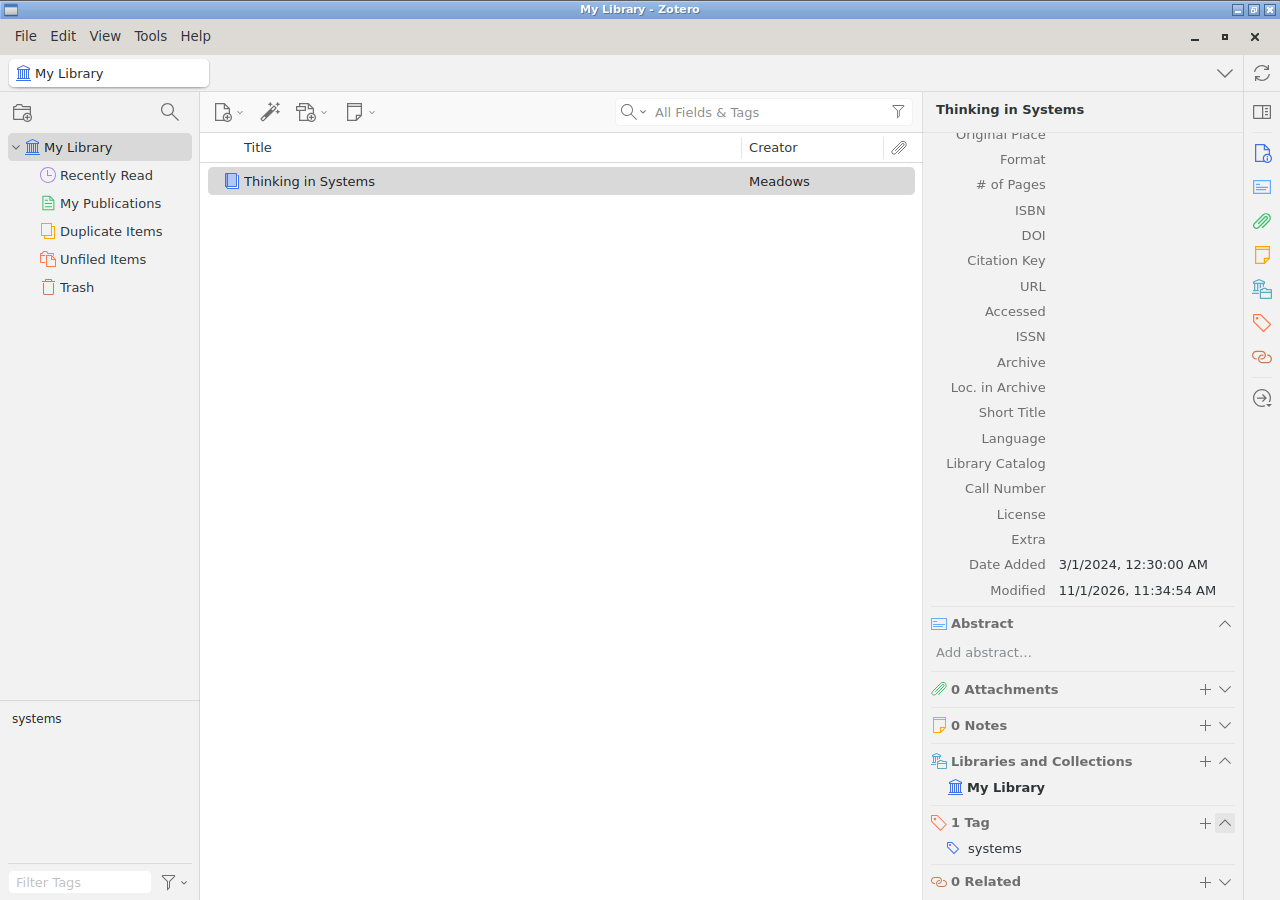 My Library - Zotero
File Edit View Tools Help
My Library
All Fields & Tags
My Library
Recently Read
My Publications
Duplicate Items
Unfiled Items
Trash
systems
Filter Tags
Title Creator
Thinking in Systems Meadows
Thinking in Systems
Original Place
Format
# of Pages
ISBN
DOI
Citation Key
URL
Accessed
ISSN
Archive
Loc. in Archive
Short Title
Language
Library Catalog
Call Number
License
Extra
Date Added 3/1/2024, 12:30:00 AM
Modified 11/1/2026, 11:34:54 AM
Abstract
Add abstract...
0 Attachments
0 Notes
Libraries and Collections
My Library
1 Tag
systems
0 Related